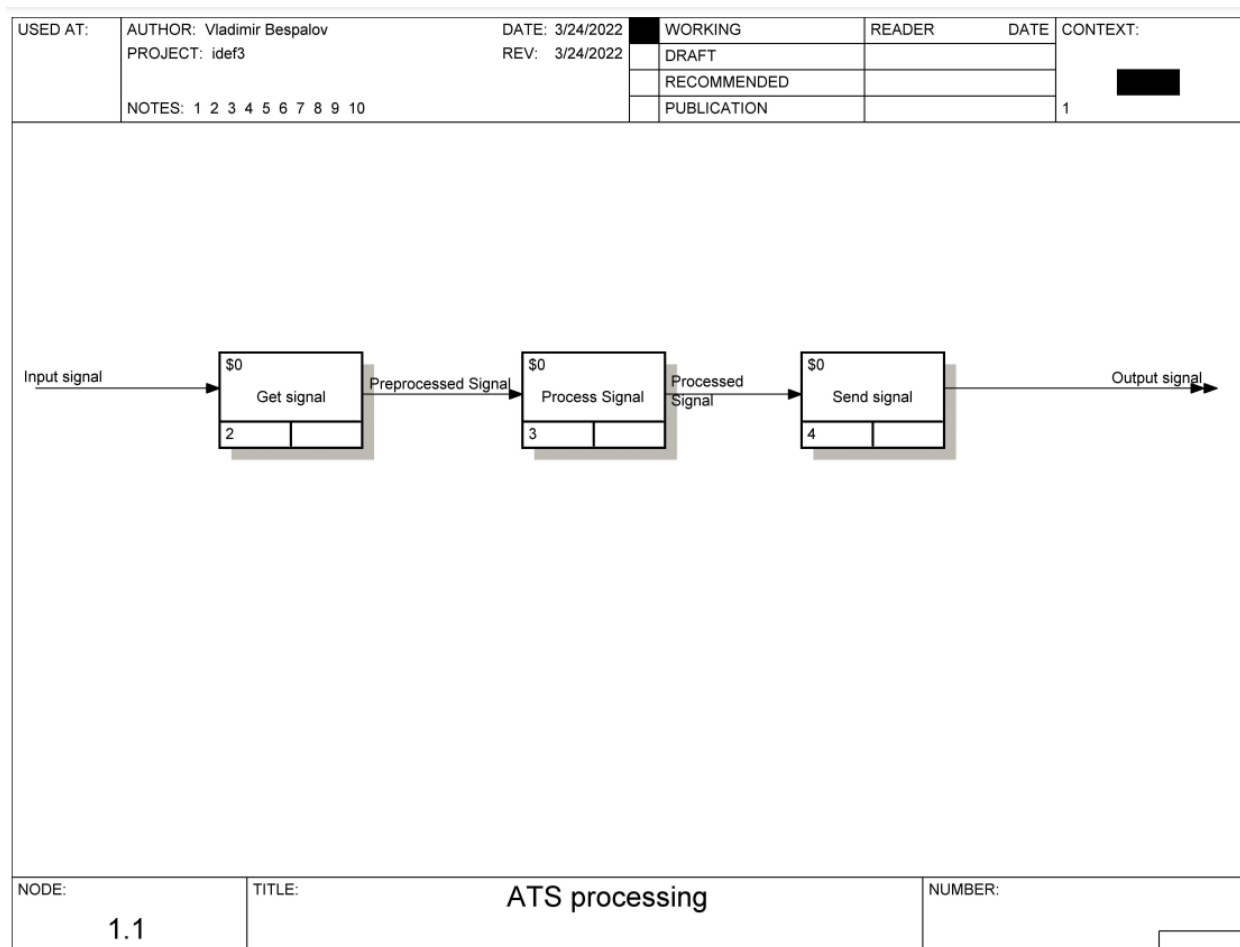 USED AT:
AUTHOR: Vladimir Bespalov
DATE: 3/24/2022
WORKING
READER
DATE
CONTEXT:
PROJECT: idef3
REV: 3/24/2022
DRAFT
RECOMMENDED
NOTES: 1 2 3 4 5 6 7 8 9 10
PUBLICATION
1
Input signal
$0
Get signal
2
Preprocessed Signal
$0
Process Signal
3
Processed
Signal
$0
Send signal
4
Output signal
NODE:
1.1
TITLE:
ATS processing
NUMBER: